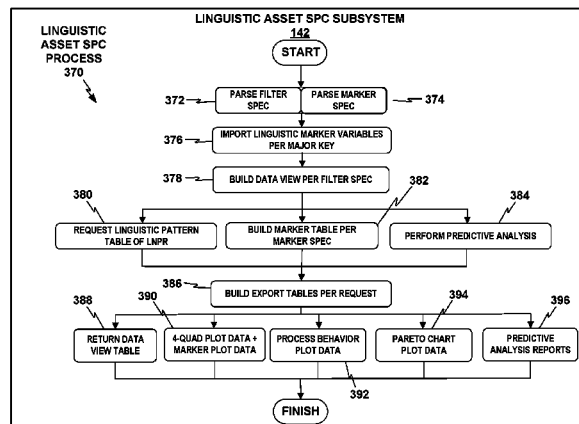 LINGUISTIC ASSET SPC SUBSYSTEM
142
LINGUISTIC
ASSET SPC
PROCESS
370
START
372
PARSE FILTER
SPEC
PARSE MARKER
SPEC
374
376
IMPORT LINGUISTIC MARKER VARIABLES
PER MAJOR KEY
378
BUILD DATA VIEW PER FILTER SPEC
380
382
384
REQUEST LINGUISTIC PATTERN
TABLE OF LNPR
BUILD MARKER TABLE PER
MARKER SPEC
PERFORM PREDICTIVE ANALYSIS
386
BUILD EXPORT TABLES PER REQUEST
388
390
394
396
RETURN DATA
VIEW TABLE
4-QUAD PLOT DATA +
MARKER PLOT DATA
PROCESS BEHAVIOR
PLOT DATA
PARETO CHART
PLOT DATA
PREDICTIVE
ANALYSIS REPORTS
392
FINISH